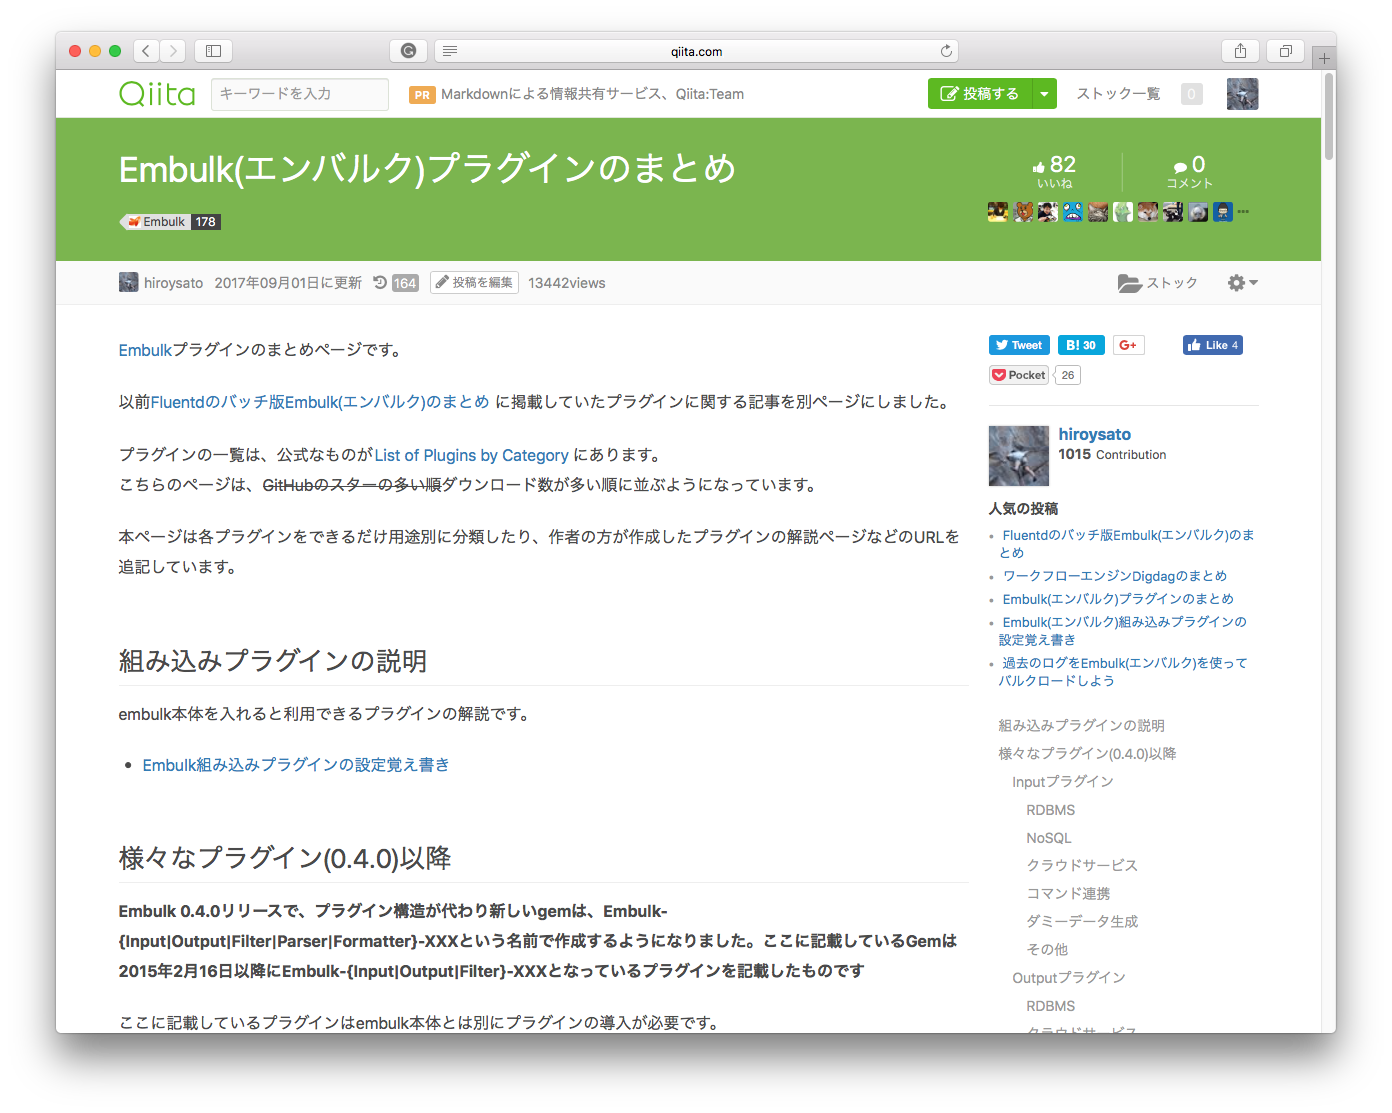 qiita.com
Qiita
キーワードを入力
PR Markdownによる情報共有サービス、Qiita:Team
投稿する
ストック一覧
0
Embulk(エンバルク)プラグインのまとめ
82
いいね
0
コメント
Embulk 178
hiroysato 2017年09月01日に更新 164 投稿を編集 13442views
ストック
Embulkプラグインのまとめページです。
以前Fluentdのバッチ版Embulk(エンバルク)のまとめ に掲載していたプラグインに関する記事を別ページにしました。
プラグインの一覧は、公式なものがList of Plugins by Category にあります。
こちらのページは、GitHubのスターの多い順ダウンロード数が多い順に並ぶようになっています。
本ページは各プラグインをできるだけ用途別に分類したり、作者の方が作成したプラグインの解説ページなどのURLを
追記しています。
組み込みプラグインの説明
embulk本体を入れると利用できるプラグインの解説です。
• Embulk組み込みプラグインの設定覚え書き
様々なプラグイン(0.4.0)以降
Embulk 0.4.0リリースで、プラグイン構造が代わり新しいgemは、Embulk-
{Input|Output|Filter|Parser|Formatter}-XXXという名前で作成するようになりました。ここに記載しているGemは
2015年2月16日以降にEmbulk-{Input|Output|Filter}-XXXとなっているプラグインを記載したものです
ここに記載しているプラグインはembulk本体とは別にプラグインの導入が必要です。
Tweet
B! 30
G+
Like 4
Pocket 26
hiroysato
1015 Contribution
人気の投稿
• Fluentdのバッチ版Embulk(エンバルク)のま
とめ
• ワークフローエンジンDigdagのまとめ
• Embulk(エンバルク)プラグインのまとめ
• Embulk(エンバルク)組み込みプラグインの
設定覚え書き
• 過去のログをEmbulk(エンバルク)を使って
バルクロードしよう
組み込みプラグインの説明
様々なプラグイン(0.4.0)以降
Inputプラグイン
RDBMS
NoSQL
クラウドサービス
コマンド連携
ダミーデータ生成
その他
Outputプラグイン
RDBMS
クラウドサービス